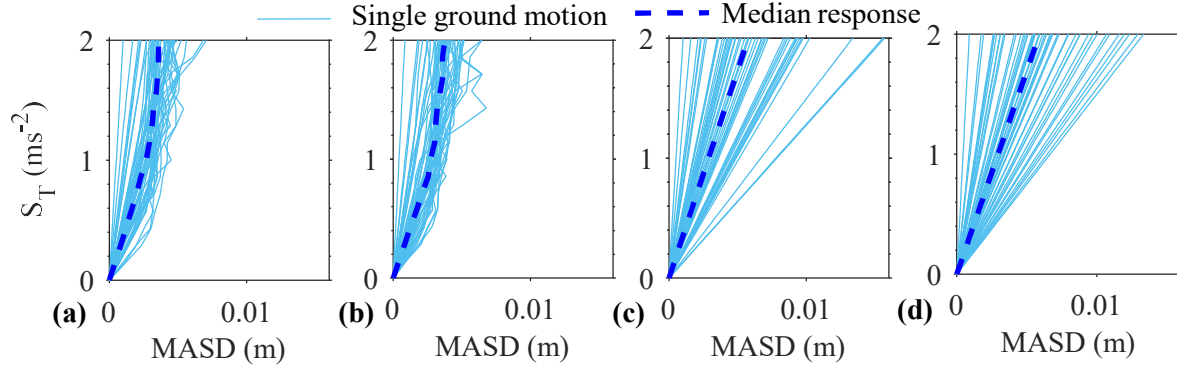 Single ground motion
Median response
S_T (ms^-2)
2
1
0
0
0.01
MASD (m)
(a)
2
1
0
0
0.01
MASD (m)
(b)
2
1
0
0
0.01
MASD (m)
(c)
2
1
0
0
0.01
MASD (m)
(d)